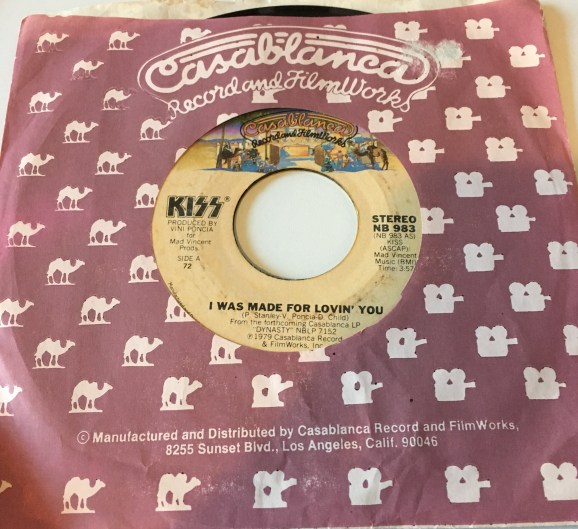 Casablanca
Record and FilmWorks
Casablanca
Record and FilmWorks
KISS®
PRODUCED BY
VINI PONCIA
for
Mad Vincent
Prods.
SIDE A
72
STEREO
NB 983
(NB 983 AS)
KISS
(ASCAP)
Mad Vincent
Music (BMI)
Time: 3:57
I WAS MADE FOR LOVIN' YOU
(P. Stanley-V. Poncia-D. Child)
From the forthcoming Casablanca LP
"DYNASTY" NBLP 7152
℗1979 Casablanca Record
& FilmWorks, Inc.
© Manufactured and Distributed by Casablanca Record and FilmWorks,
8255 Sunset Blvd., Los Angeles, Calif. 90046